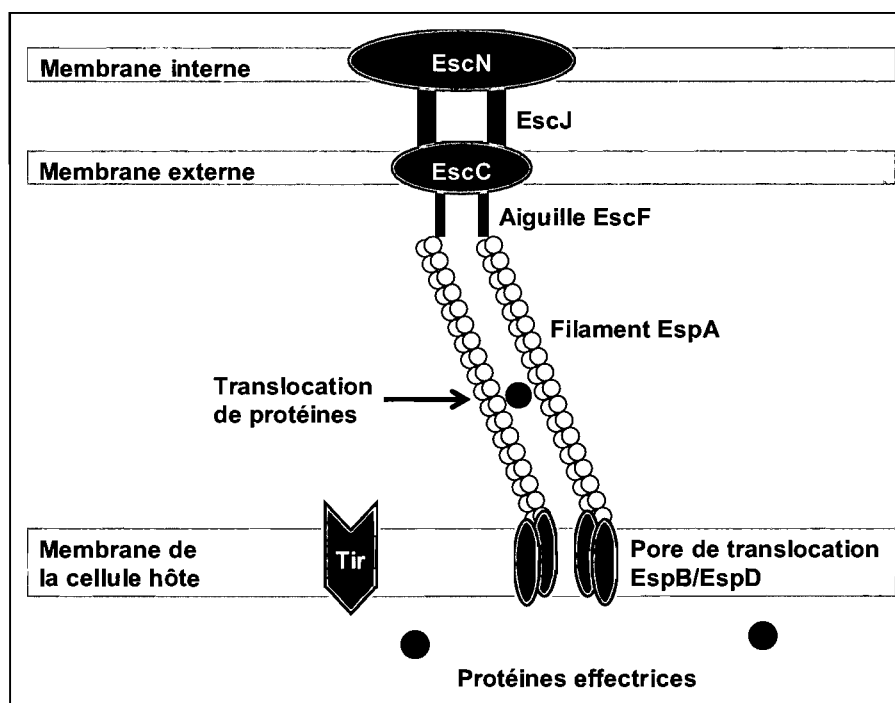 EscN
Membrane interne
EscJ
Membrane externe
EscC
Aiguille EscF
Filament EspA
Translocation
de protéines
Membrane de
la cellule hôte
Tir
Pore de translocation
EspB/EspD
Protéines effectrices